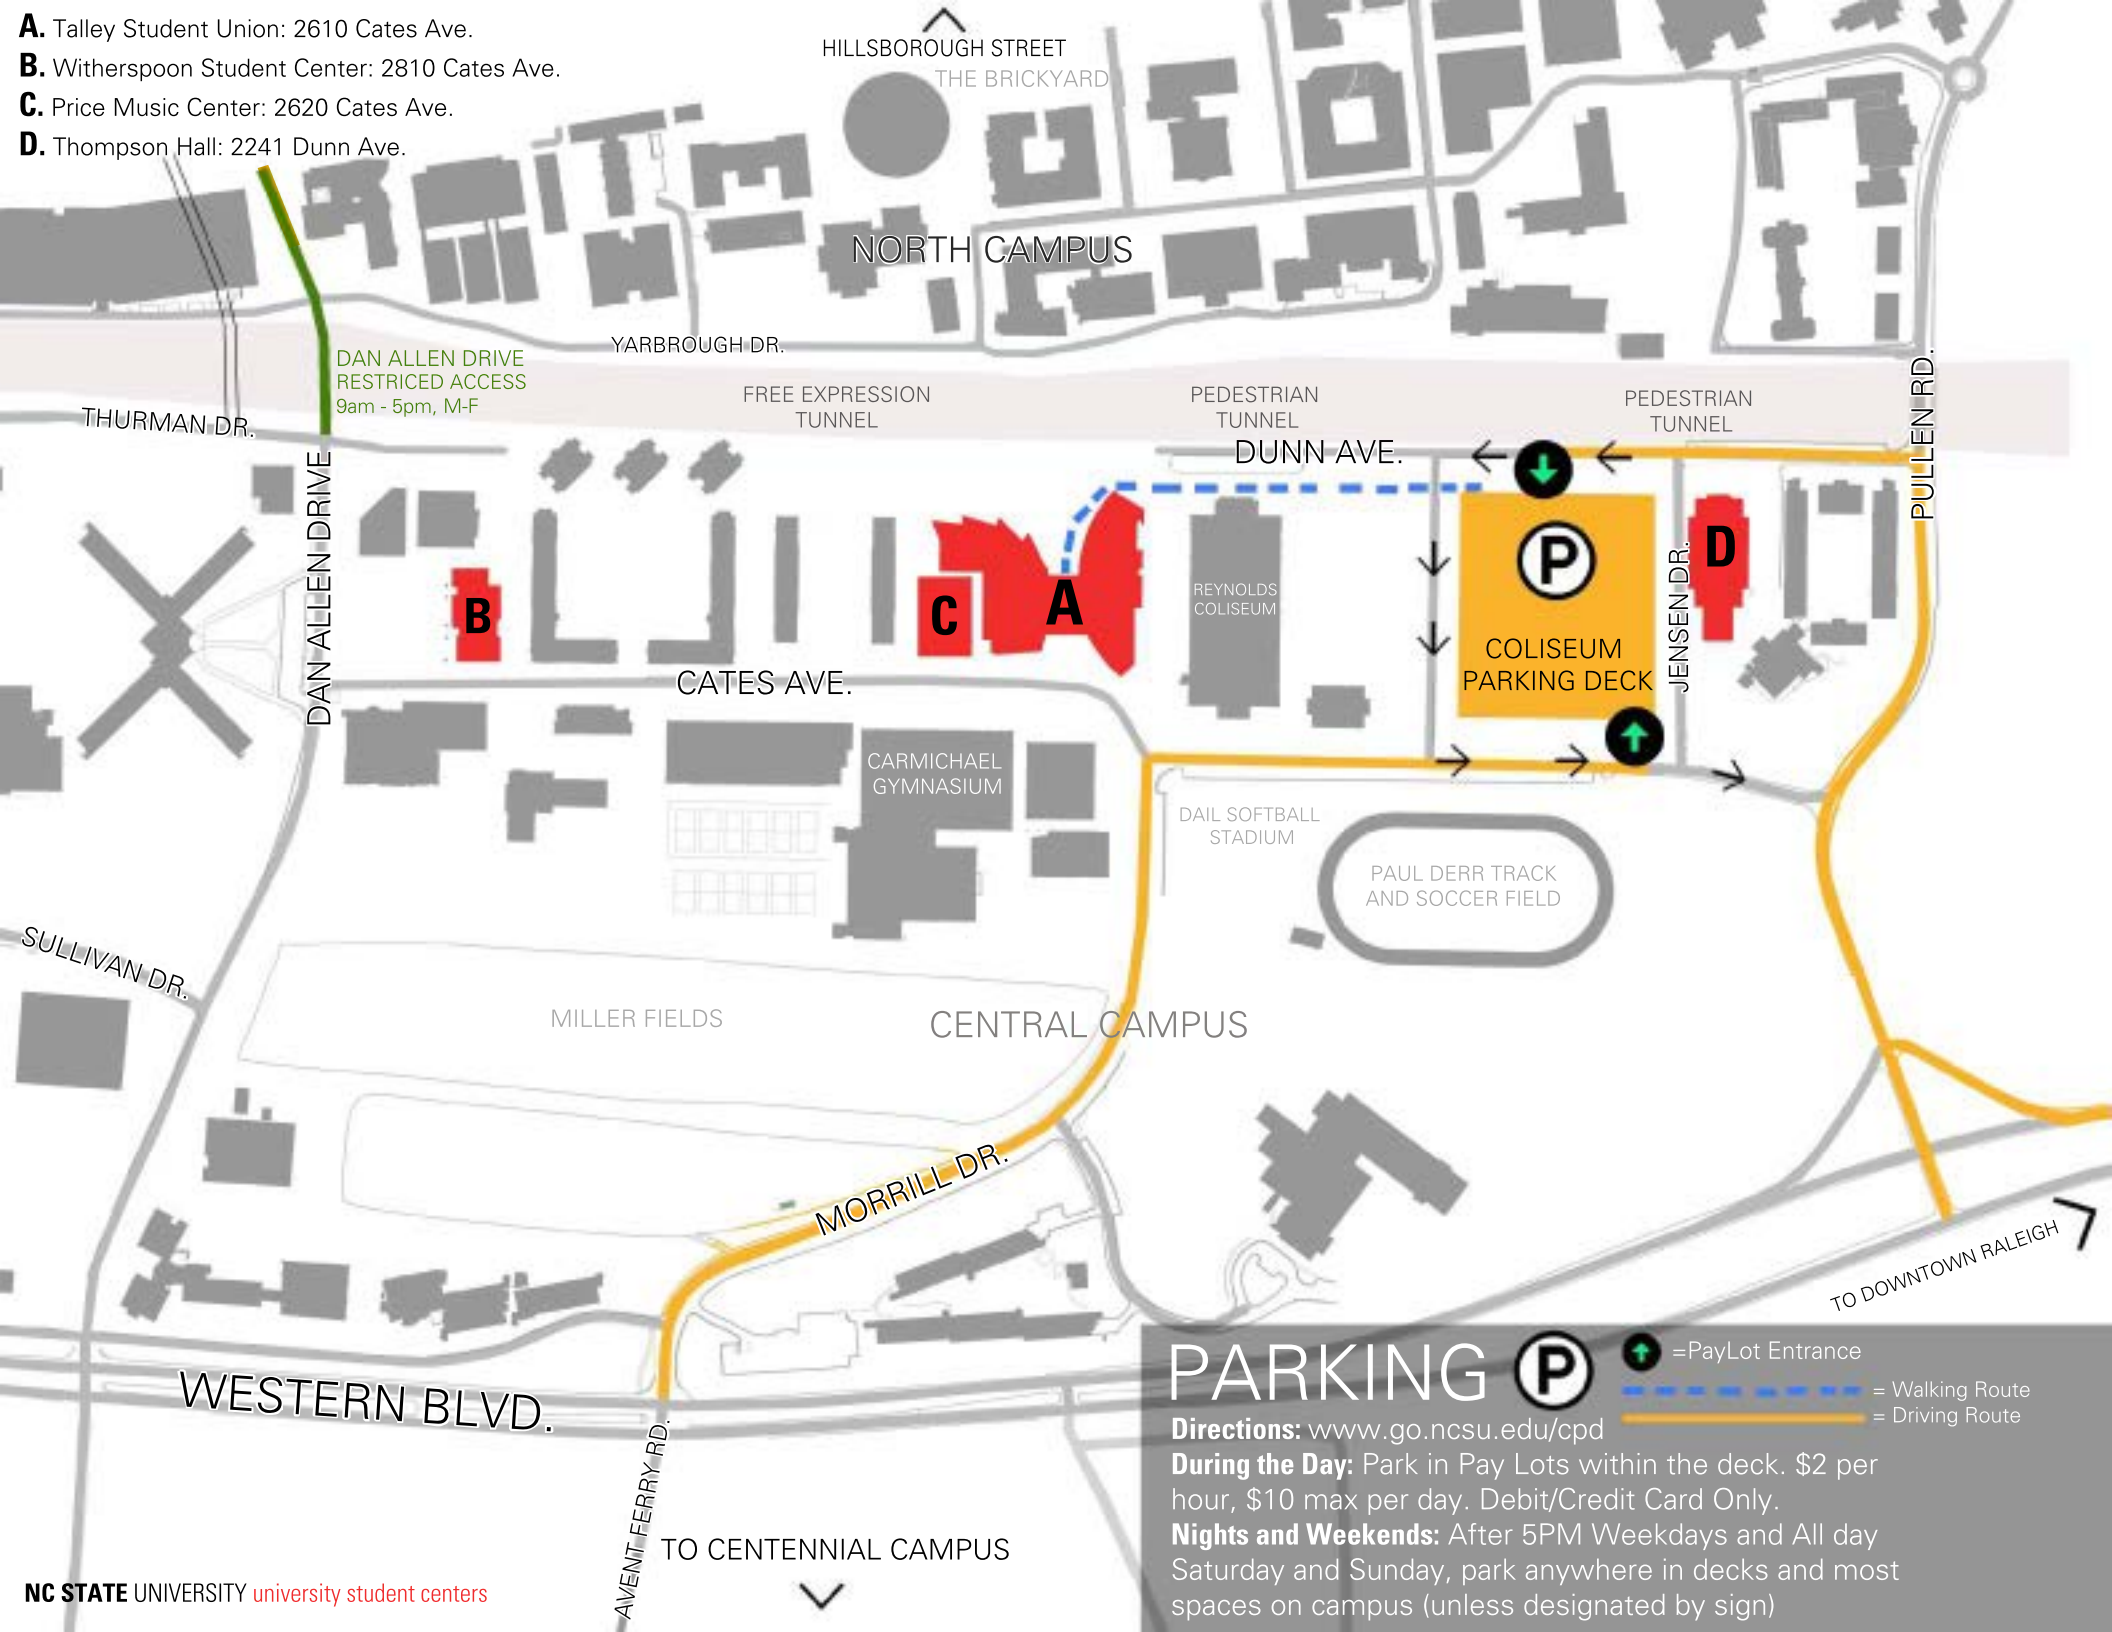 A. Talley Student Union: 2610 Cates Ave.
B. Witherspoon Student Center: 2810 Cates Ave.
C. Price Music Center: 2620 Cates Ave.
D. Thompson Hall: 2241 Dunn Ave.
HILLSBOROUGH STREET
THE BRICKYARD
NORTH CAMPUS
YARBROUGH DR.
DAN ALLEN DRIVE
RESTRICED ACCESS
9am - 5pm, M-F
FREE EXPRESSION
TUNNEL
PEDESTRIAN
TUNNEL
PEDESTRIAN
TUNNEL
THURMAN DR.
DUNN AVE.
PULLEN RD.
DAN ALLEN DRIVE
B
C
A
REYNOLDS
COLISEUM
P
COLISEUM
PARKING DECK
JENSEN DR.
D
CATES AVE.
CARMICHAEL
GYMNASIUM
DAIL SOFTBALL
STADIUM
PAUL DERR TRACK
AND SOCCER FIELD
SULLIVAN DR.
MILLER FIELDS
CENTRAL CAMPUS
MORRILL DR.
TO DOWNTOWN RALEIGH
WESTERN BLVD.
AVENT FERRY RD.
TO CENTENNIAL CAMPUS
PARKING P
=PayLot Entrance
= Walking Route
= Driving Route
Directions: www.go.ncsu.edu/cpd
During the Day: Park in Pay Lots within the deck. $2 per
hour, $10 max per day. Debit/Credit Card Only.
Nights and Weekends: After 5PM Weekdays and All day
Saturday and Sunday, park anywhere in decks and most
spaces on campus (unless designated by sign)
NC STATE UNIVERSITY university student centers